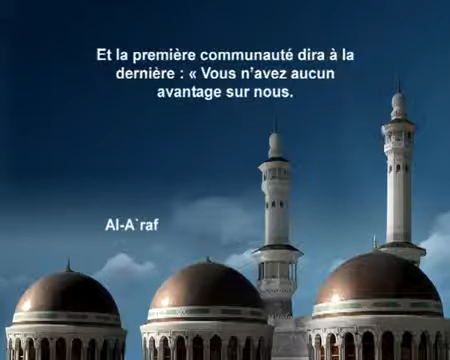 Et la première communauté dira à la
dernière : « Vous n'avez aucun
avantage sur nous.
Al-A`raf